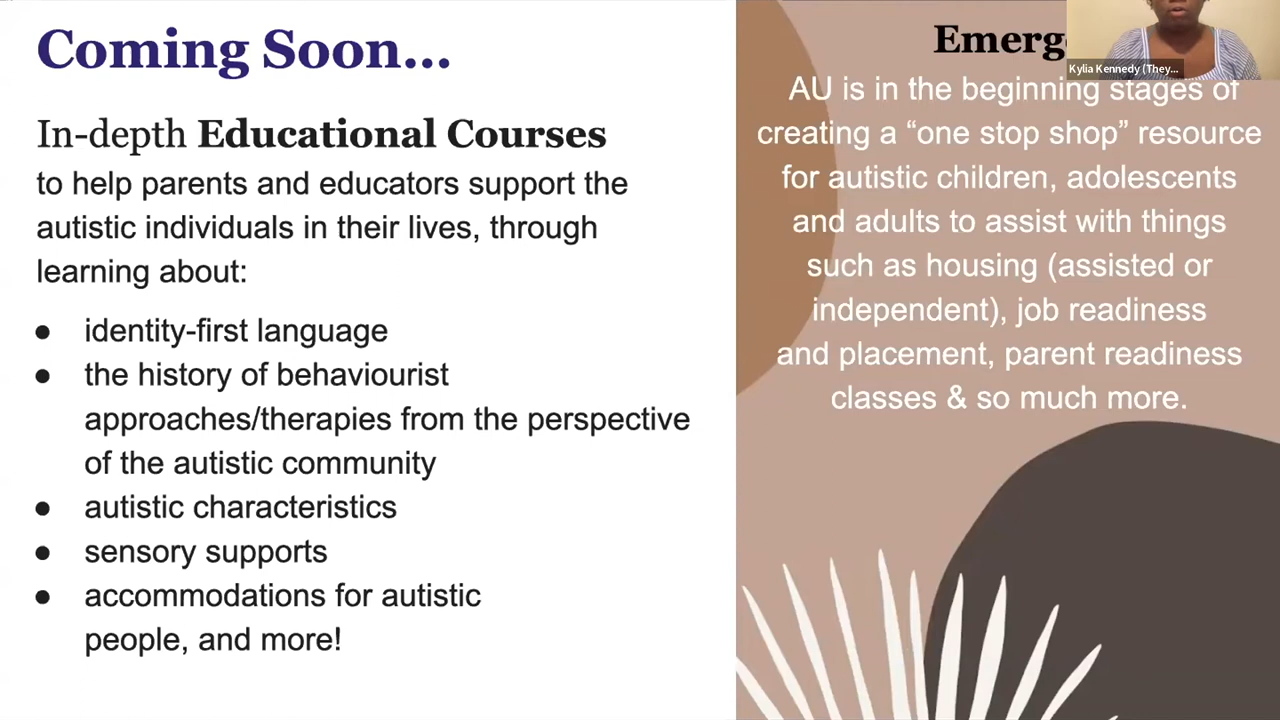 Coming Soon...
In-depth Educational Courses
to help parents and educators support the
autistic individuals in their lives, through
learning about:
● identity-first language
● the history of behaviourist
approaches/therapies from the perspective
of the autistic community
● autistic characteristics
● sensory supports
● accommodations for autistic
people, and more!
Kylia Kennedy (They...
AU is in the beginning stages of
creating a “one stop shop” resource
for autistic children, adolescents
and adults to assist with things
such as housing (assisted or
independent), job readiness
and placement, parent readiness
classes & so much more.